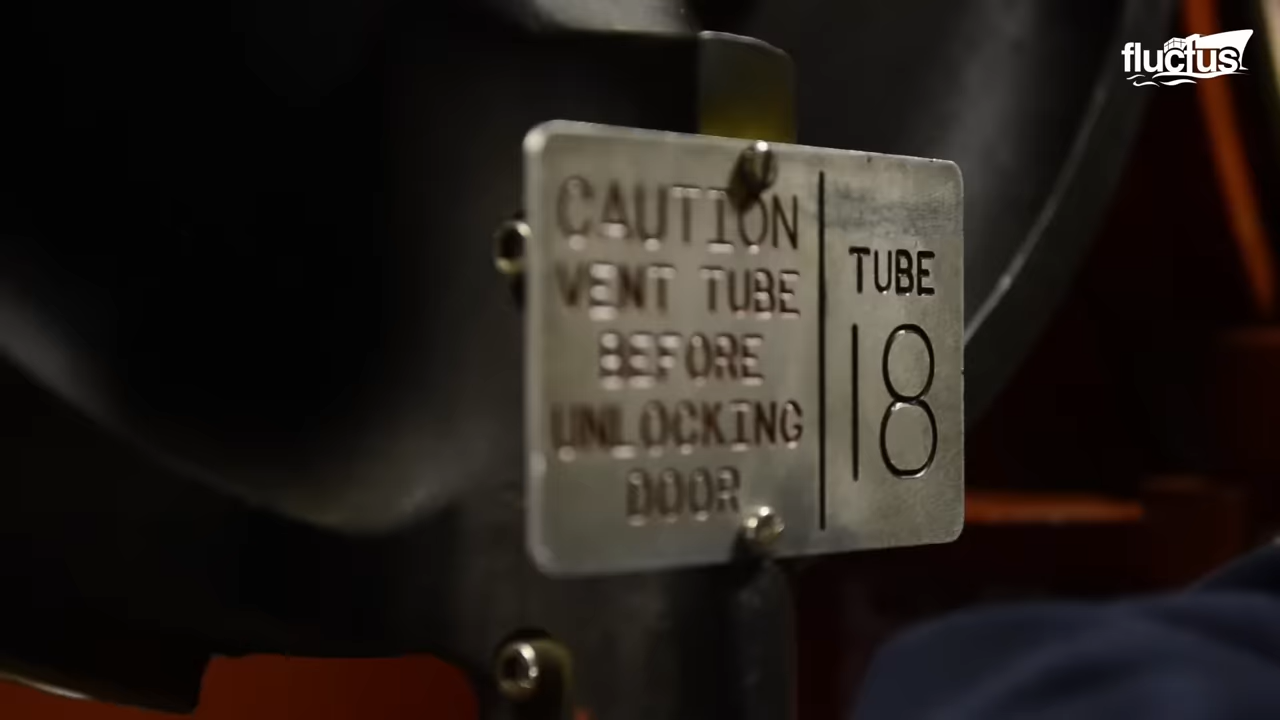 fluctus
CAUTION
VENT TUBE
BEFORE
UNLOCKING
DOOR
TUBE
18